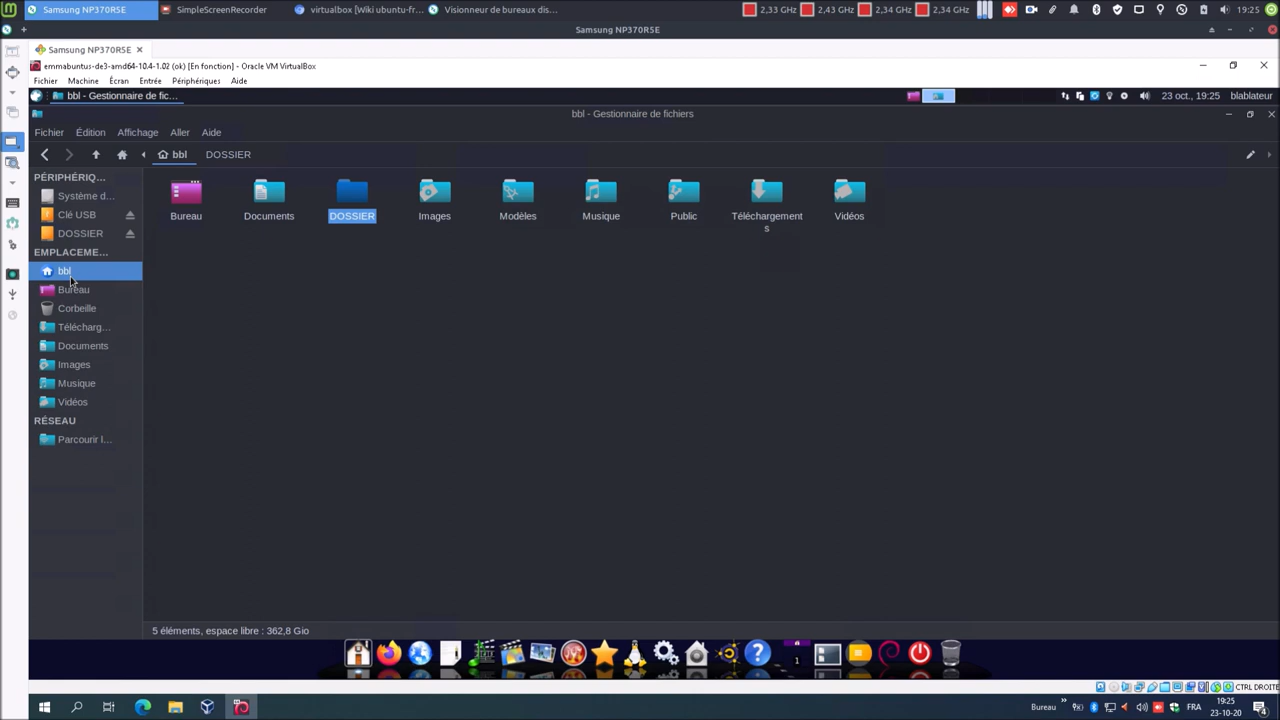 Samsung NP370R5E
SimpleScreenRecorder
virtualbox [Wiki ubuntu-fr...
Visionneur de bureaux dis...
2,33 GHz
2,43 GHz
2,34 GHz
2,34 GHz
19:25
Samsung NP370R5E
Samsung NP370R5E
emmabuntus-de3-amd64-10.4-1.02 (ok) [En fonction] - Oracle VM VirtualBox
Fichier Machine Écran Entrée Périphériques Aide
bbl - Gestionnaire de fic...
23 oct., 19:25 blablateur
bbl - Gestionnaire de fichiers
Fichier Édition Affichage Aller Aide
bbl DOSSIER
PÉRIPHÉRIQ...
Système d...
Clé USB
DOSSIER
EMPLACEME...
bbl
Bureau
Corbeille
Télécharg...
Documents
Images
Musique
Vidéos
RÉSEAU
Parcourir l...
Bureau
Documents
DOSSIER
Images
Modèles
Musique
Public
Téléchargement
s
Vidéos
5 éléments, espace libre : 362,8 Gio
1
CTRL DROITE
Bureau
FRA
19:25
23-10-20
4